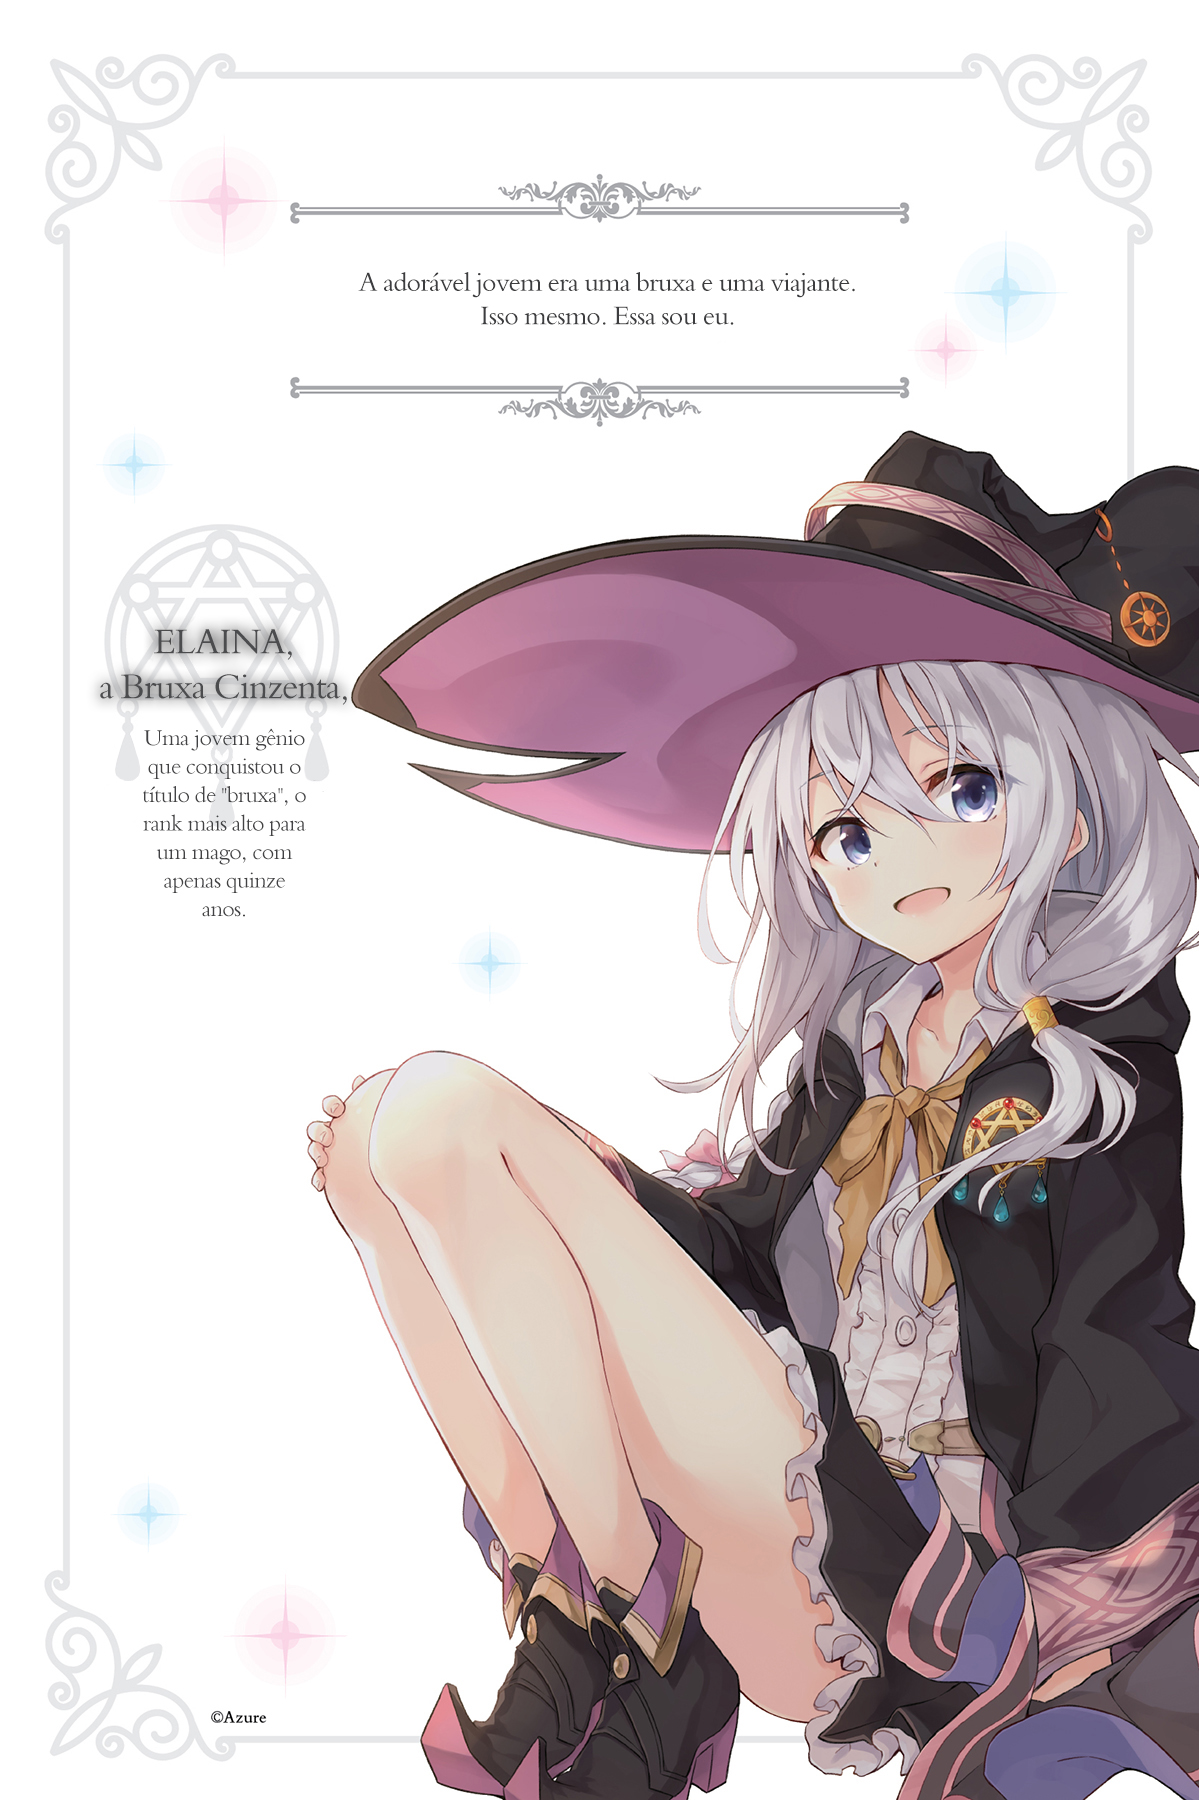 A adorável jovem era uma bruxa e uma viajante.
Isso mesmo. Essa sou eu.
ELAINA,
a Bruxa Cinzenta,
Uma jovem gênio
que conquistou o
título de "bruxa", o
rank mais alto para
um mago, com
apenas quinze
anos.
©Azure